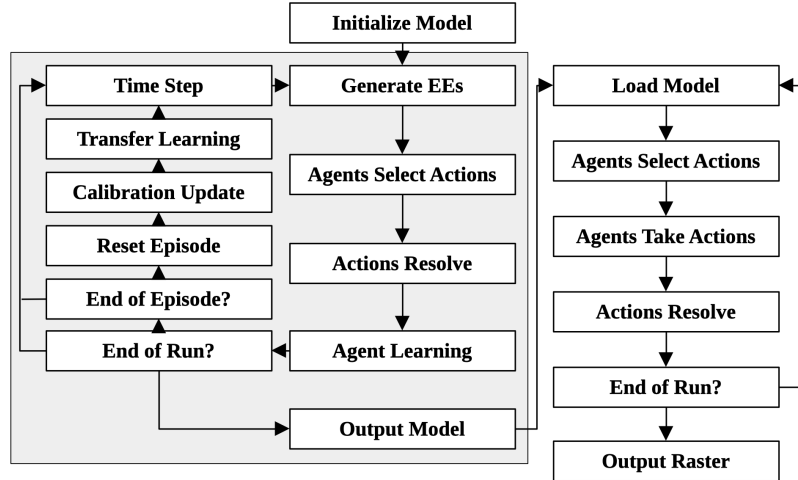 Initialize Model
Time Step
Generate EEs
Transfer Learning
Agents Select Actions
Calibration Update
Reset Episode
Actions Resolve
End of Episode?
End of Run?
Agent Learning
Output Model
Load Model
Agents Select Actions
Agents Take Actions
Actions Resolve
End of Run?
Output Raster